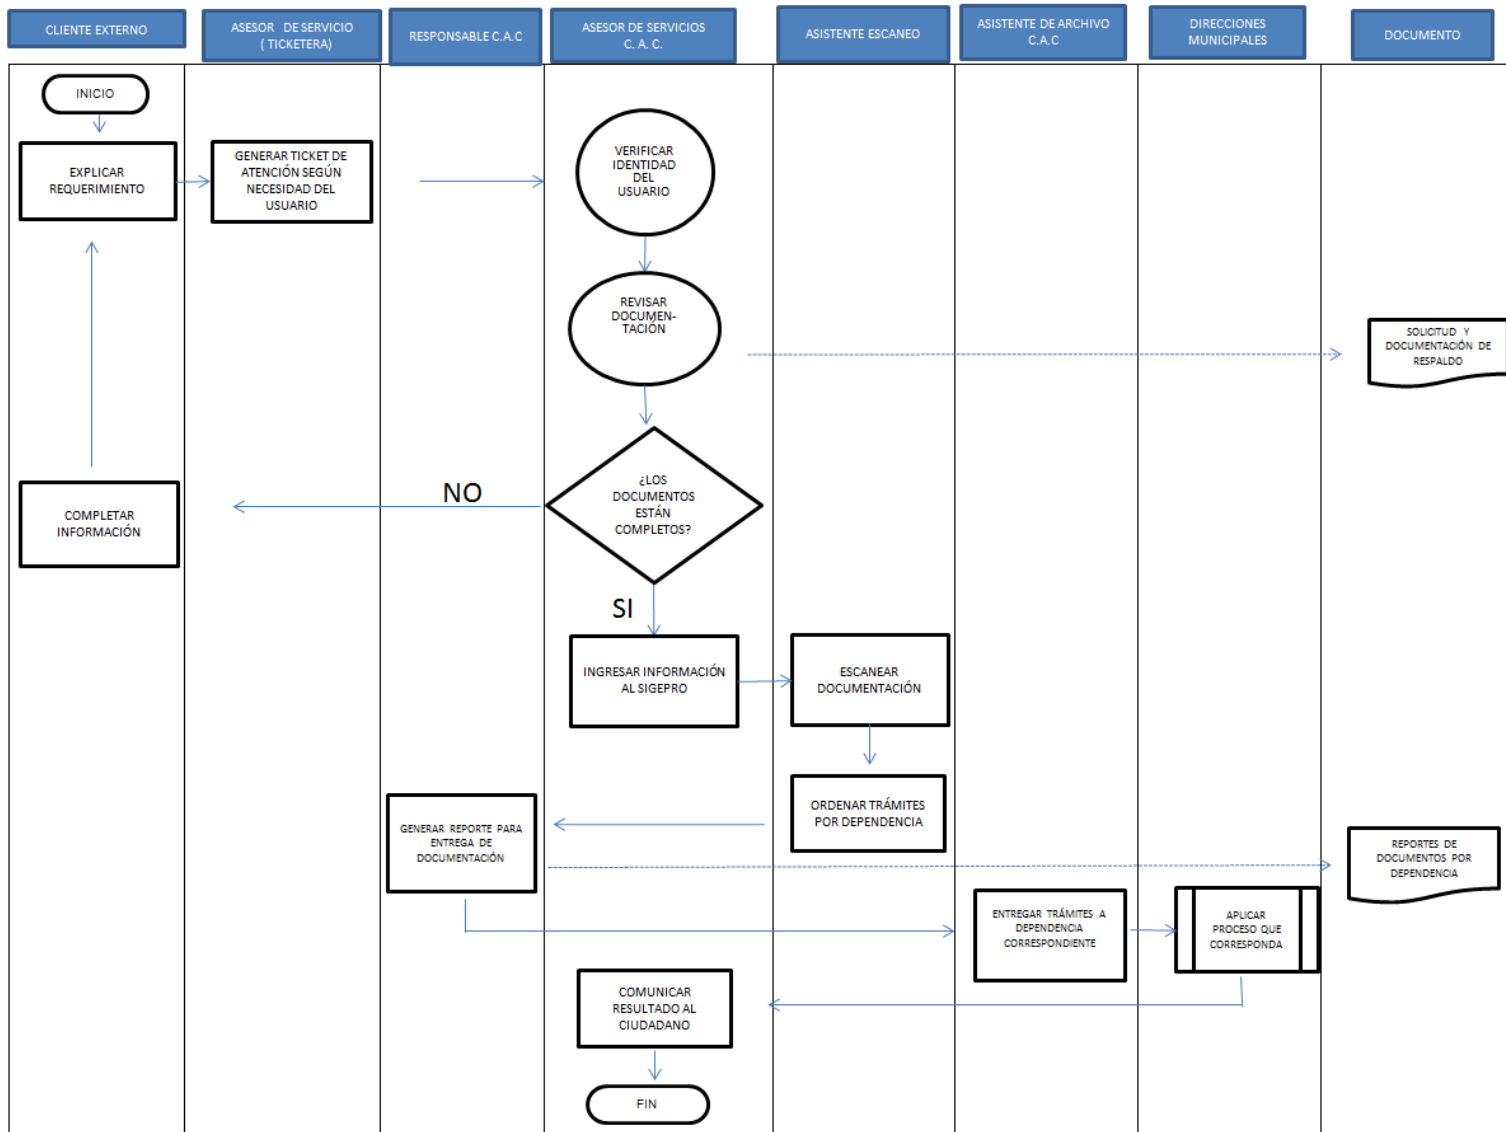 CLIENTE EXTERNO
ASESOR DE SERVICIO
( TICKETERA)
RESPONSABLE C.A.C
ASESOR DE SERVICIOS
C. A. C.
ASISTENTE ESCANEO
ASISTENTE DE ARCHIVO
C.A.C
DIRECCIONES
MUNICIPALES
DOCUMENTO
INICIO
EXPLICAR
REQUERIMIENTO
GENERAR TICKET DE
ATENCIÓN SEGÚN
NECESIDAD DEL
USUARIO
VERIFICAR
IDENTIDAD
DEL
USUARIO
REVISAR
DOCUMEN-
TACIÓN
SOLICITUD Y
DOCUMENTACIÓN DE
RESPALDO
¿LOS
DOCUMENTOS
ESTÁN
COMPLETOS?
NO
COMPLETAR
INFORMACIÓN
SI
INGRESAR INFORMACIÓN
AL SIGEPRO
ESCANEAR
DOCUMENTACIÓN
ORDENAR TRÁMITES
POR DEPENDENCIA
GENERAR REPORTE PARA
ENTREGA DE
DOCUMENTACIÓN
REPORTES DE
DOCUMENTOS POR
DEPENDENCIA
ENTREGAR TRÁMITES A
DEPENDENCIA
CORRESPONDIENTE
APLICAR
PROCESO QUE
CORRESPONDA
COMUNICAR
RESULTADO AL
CIUDADANO
FIN